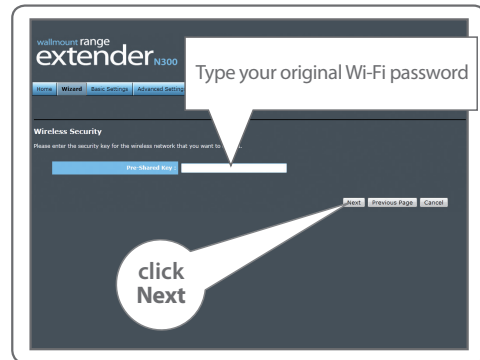 wallmount range
extender N300
Type your original Wi-Fi password
Home Wizard Basic Settings Advanced Setting
Wireless Security
Please enter the security key for the wireless network that you want to
Pre-Shared Key :
Next Previous Page Cancel
click
Next